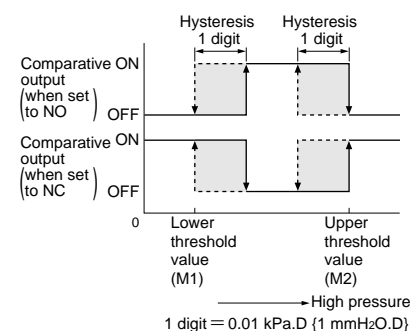 Hysteresis
1 digit
Hysteresis
1 digit
Comparative ON
output
(when set
to NO)
OFF
Comparative ON
output
(when set
to NC)
OFF
0
Lower
threshold
value
(M1)
Upper
threshold
value
(M2)
High pressure
1 digit = 0.01 kPa.D {1 mmH2O.D}